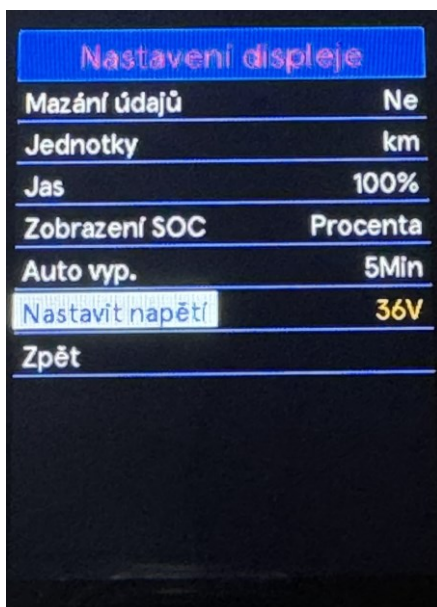 Nastavení displeje
Mazání údajů Ne
Jednotky km
Jas 100%
Zobrazení SOC Procenta
Auto vyp. 5Min
Nastavit napětí 36V
Zpět